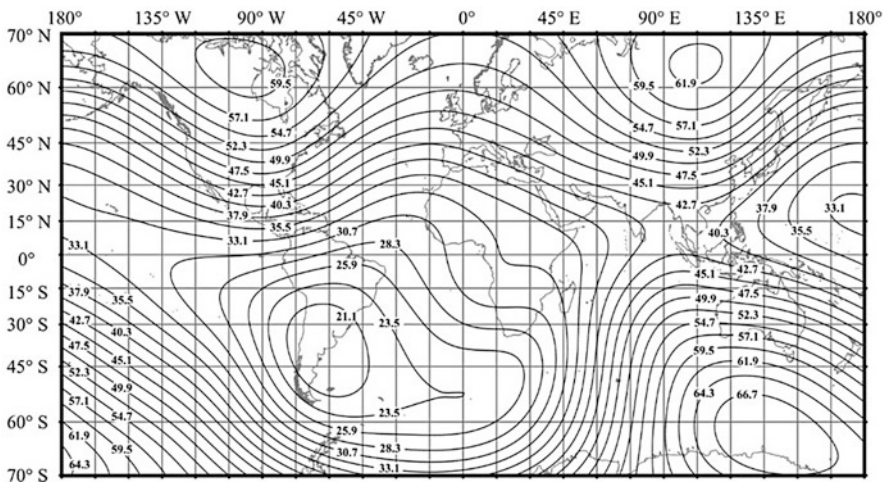 180° 135° W 90° W 45° W 0° 45° E 90° E 135° E 180°
70° N
59.5 59.5 61.9
60° N
57.1 57.1
54.7 54.7
45° N
52.3 52.3
49.9 49.9
47.5 47.5
30° N
45.1 45.1
42.7 42.7
40.3
37.9 37.9 33.1
15° N
35.5 30.7 40.3 35.5
33.1 33.1 28.3
0°
25.9 45.1 42.7
15° S
37.9 35.5 49.9 47.5
30° S
42.7 40.3 21.1 23.5 54.7 52.3
47.5 45.1 59.5 57.1
45° S
52.3 49.9 61.9
57.1 54.7 23.5 64.3 66.7
60° S
61.9 59.5 25.9
28.3
64.3 30.7
70° S
33.1